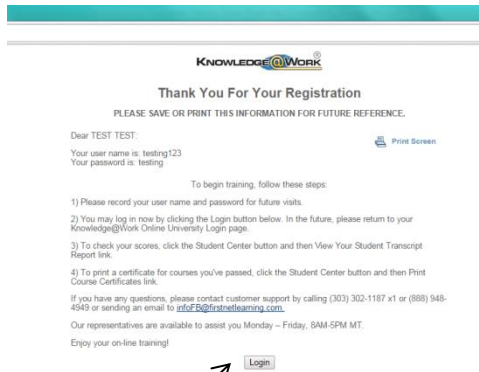 KNOWLEDGE@WORK®
Thank You For Your Registration
PLEASE SAVE OR PRINT THIS INFORMATION FOR FUTURE REFERENCE.
Dear TEST TEST:
Print Screen
Your user name is: testing123
Your password is: testing
To begin training, follow these steps:
1) Please record your user name and password for future visits.
2) You may log in now by clicking the Login button below. In the future, please return to your
Knowledge@Work Online University Login page.
3) To check your scores, click the Student Center button and then View Your Student Transcript
Report link.
4) To print a certificate for courses you've passed, click the Student Center button and then Print
Course Certificates link.
If you have any questions, please contact customer support by calling (303) 302-1187 x1 or (888) 948-
4949 or sending an email to infoFB@firstnetlearning.com.
Our representatives are available to assist you Monday – Friday, 8AM-5PM MT.
Enjoy your on-line training!
Login